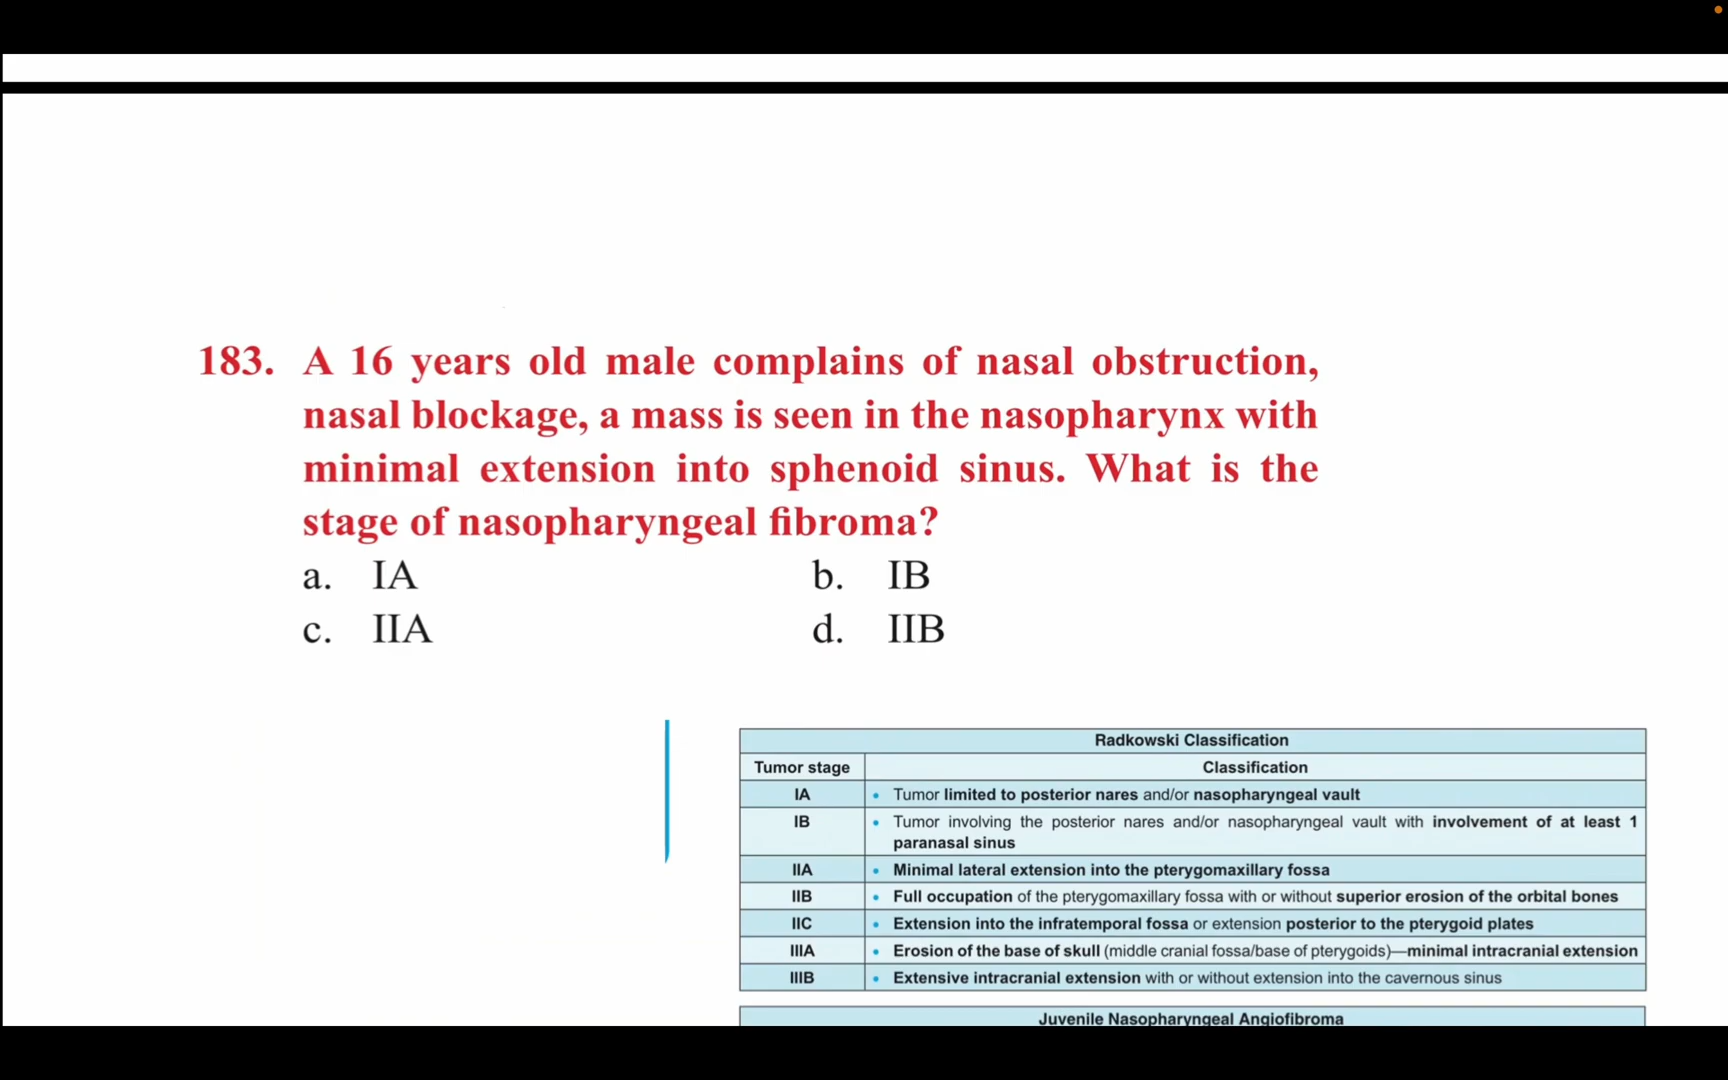 183. A 16 years old male complains of nasal obstruction,
nasal blockage, a mass is seen in the nasopharynx with
minimal extension into sphenoid sinus. What is the
stage of nasopharyngeal fibroma?
a. IA b. IB
c. IIA d. IIB
Radkowski Classification
Tumor stage Classification
IA • Tumor limited to posterior nares and/or nasopharyngeal vault
IB • Tumor involving the posterior nares and/or nasopharyngeal vault with involvement of at least 1
paranasal sinus
IIA • Minimal lateral extension into the pterygomaxillary fossa
IIB • Full occupation of the pterygomaxillary fossa with or without superior erosion of the orbital bones
IIC • Extension into the infratemporal fossa or extension posterior to the pterygoid plates
IIIA • Erosion of the base of skull (middle cranial fossa/base of pterygoids)—minimal intracranial extension
IIIB • Extensive intracranial extension with or without extension into the cavernous sinus
Juvenile Nasopharyngeal Angiofibroma